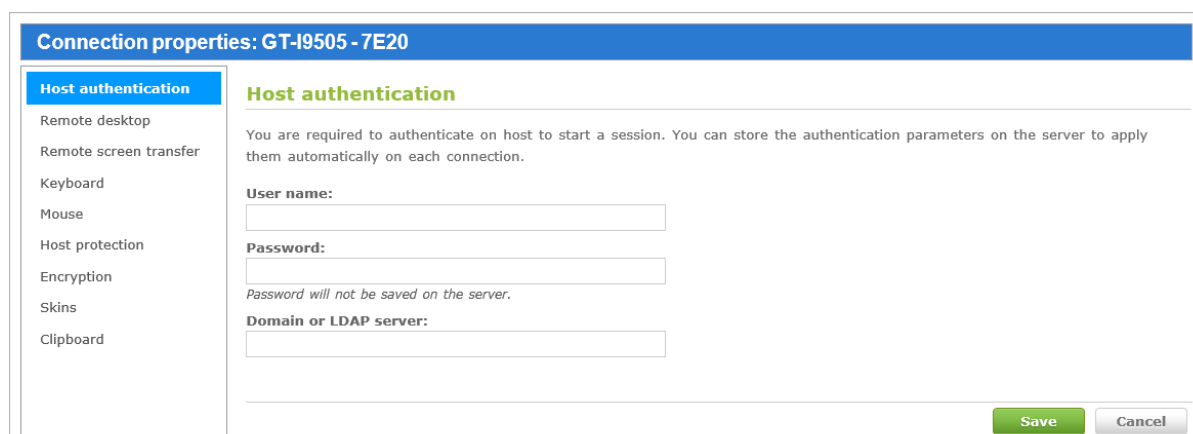 Connection properties: GT-I9505 - 7E20
Host authentication
Remote desktop
Remote screen transfer
Keyboard
Mouse
Host protection
Encryption
Skins
Clipboard
Host authentication
You are required to authenticate on host to start a session. You can store the authentication parameters on the server to apply
them automatically on each connection.
User name:
Password:
Password will not be saved on the server.
Domain or LDAP server:
Save
Cancel